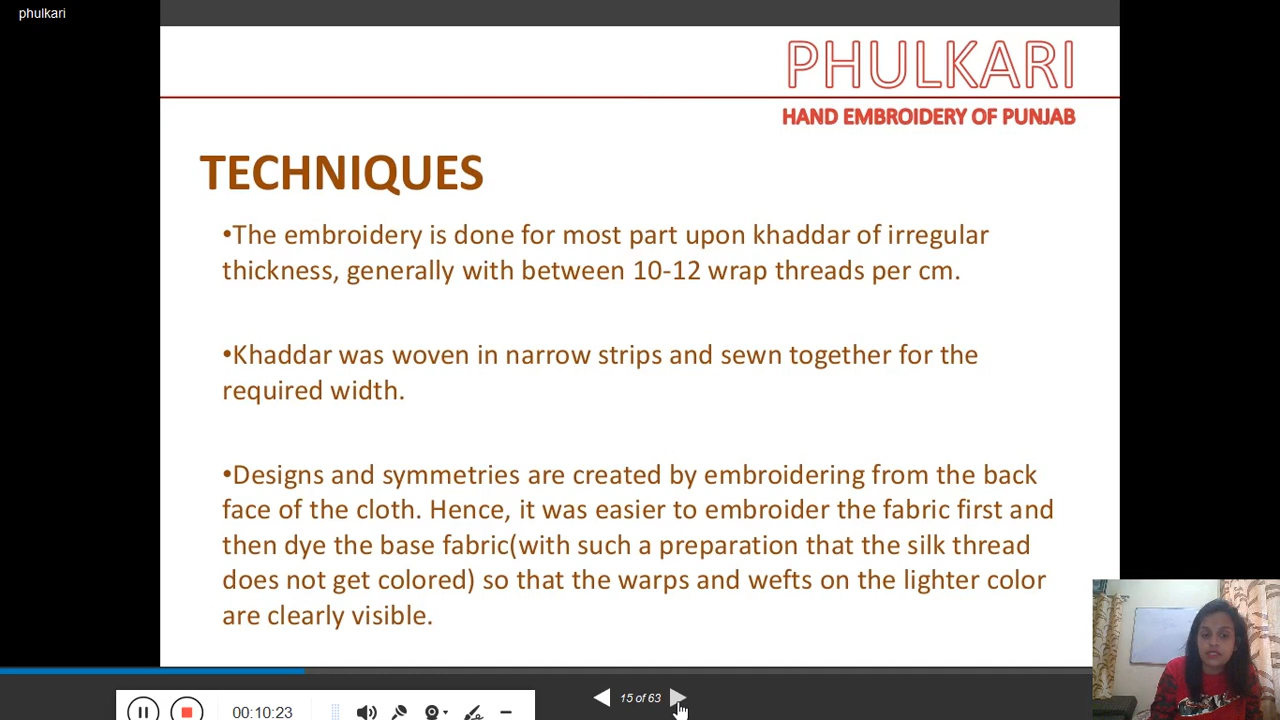 phulkari
PHULKARI
HAND EMBROIDERY OF PUNJAB
TECHNIQUES
•The embroidery is done for most part upon khaddar of irregular
thickness, generally with between 10-12 wrap threads per cm.
•Khaddar was woven in narrow strips and sewn together for the
required width.
•Designs and symmetries are created by embroidering from the back
face of the cloth. Hence, it was easier to embroider the fabric first and
then dye the base fabric(with such a preparation that the silk thread
does not get colored) so that the warps and wefts on the lighter color
are clearly visible.
15 of 63
00:10:23